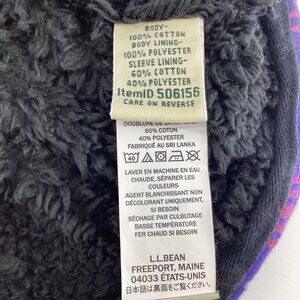 BODY-
100% COTTON
BODY LINING-
100% POLYESTER
SLEEVE LINING-
60% COTTON
40% POLYESTER
ItemID 506156
CARE ON REVERSE
DOUBLURE DE LA
60% COTON
40% POLYESTER
FABRIQUÉ AU SRI LANKA
40
LAVER EN MACHINE EAU
CHAUDE, SÉPARER LES
COULEURS
AGENT BLANCHISSANT NON
DÉCOLORANT UNIQUEMENT,
SI BESOIN
SÉCHAGE PAR CULBUTAGE
BASSE TEMPÉRATURE
FER CHAUD SI BESOIN
L.L.BEAN
FREEPORT, MAINE
04033 ÉTATS-UNIS
日本語は裏をご覧ください